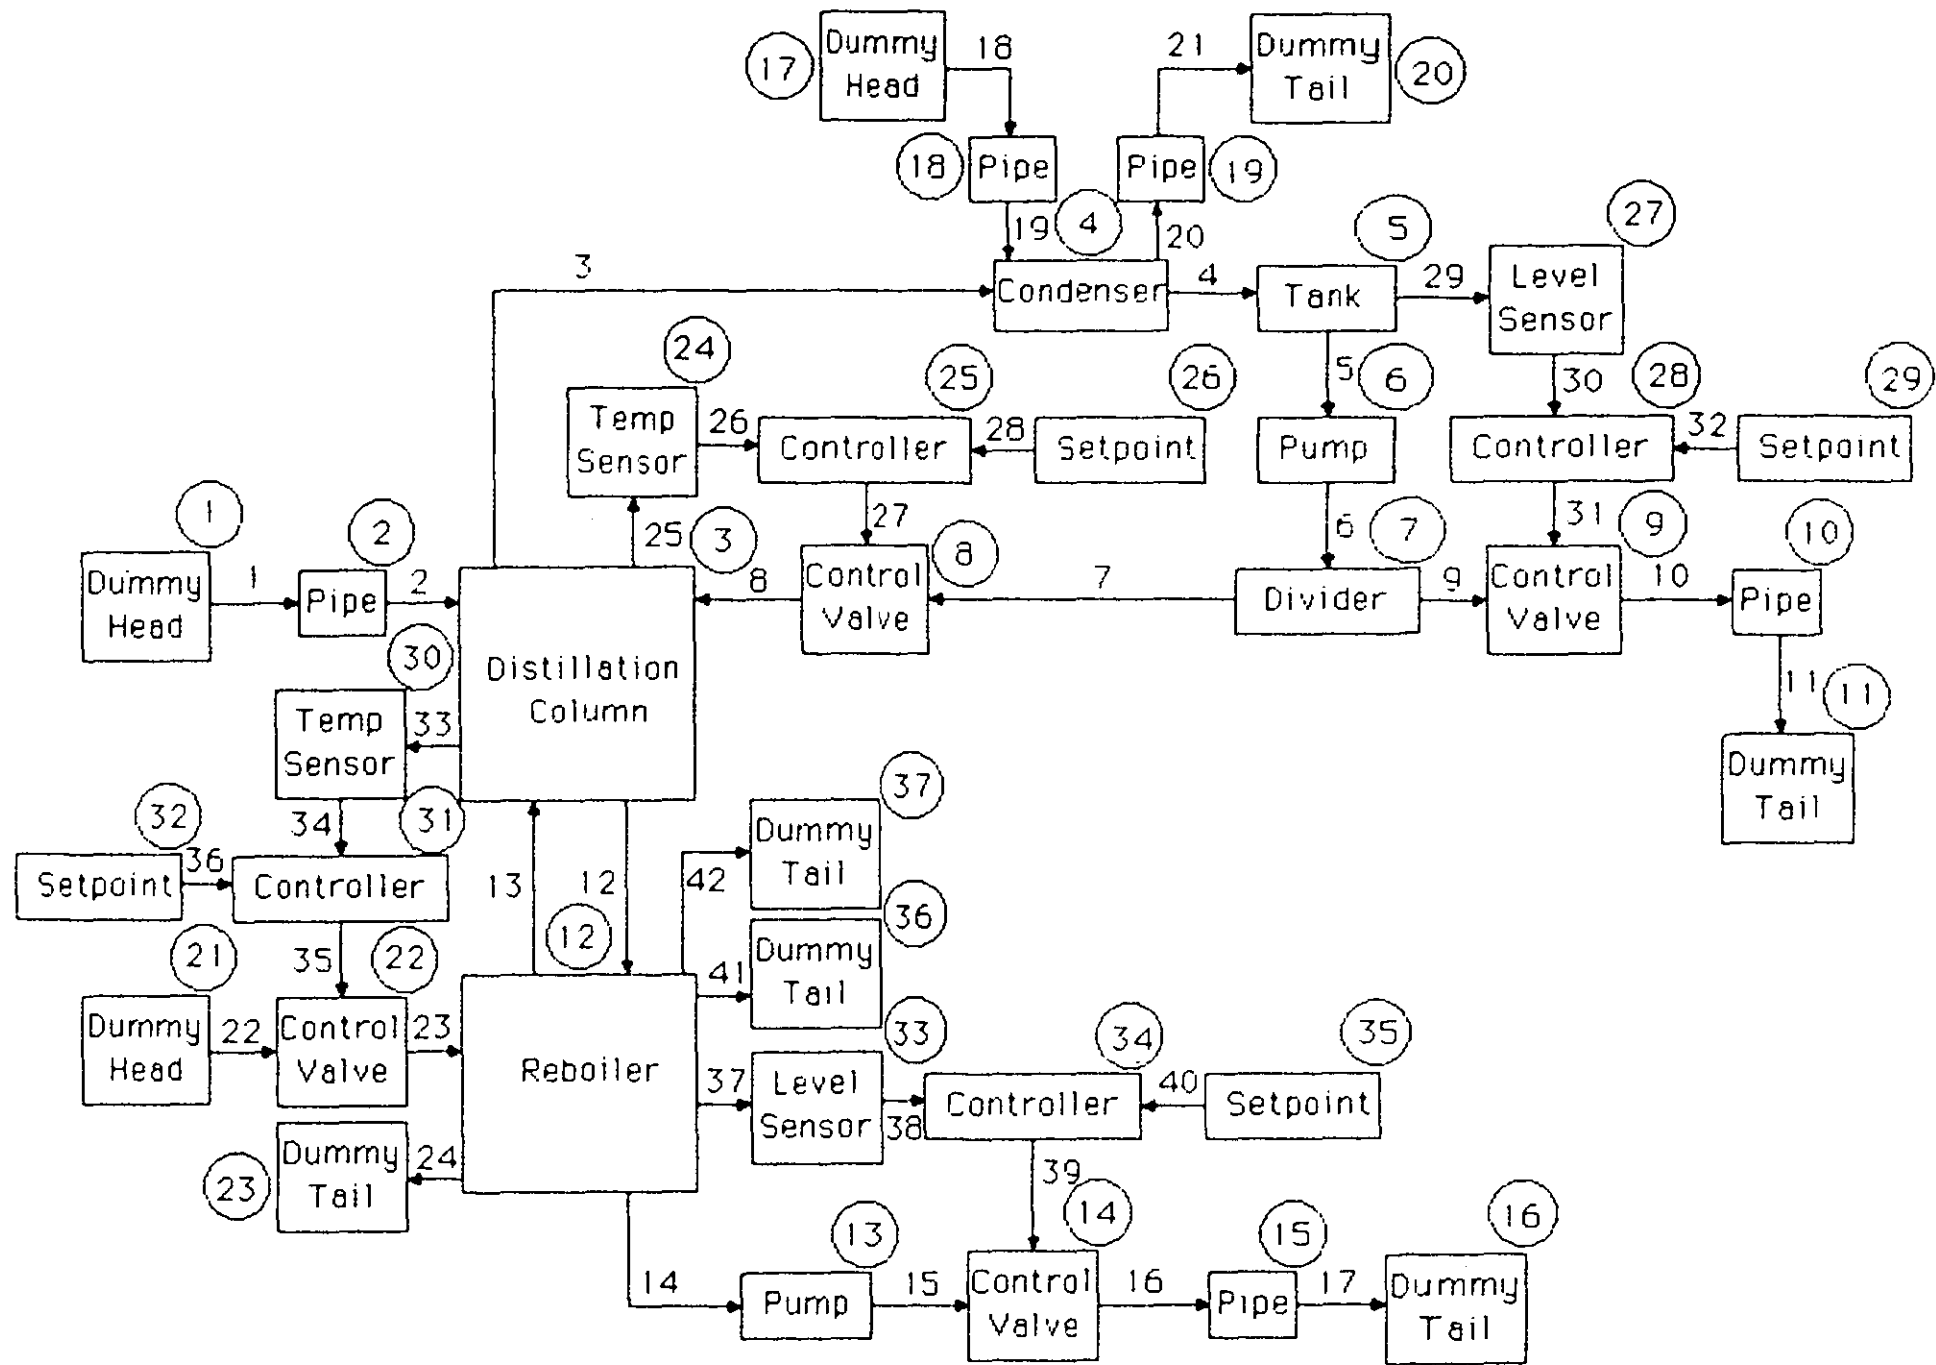 Dummy
Head
17
18
21
Dummy
Tail
20
18
Pipe
Pipe
19
19
4
20
5
27
3
Condenser
4
Tank
29
Level
Sensor
24
25
26
5
6
30
28
29
Temp
Sensor
26
Controller
28
Setpoint
Pump
Controller
32
Setpoint
1
2
25
3
27
8
6
7
31
9
10
Dummy
Head
1
Pipe
2
8
Control
Valve
7
Divider
9
Control
Valve
10
Pipe
30
Distillation
Column
11
11
Temp
Sensor
33
Dummy
Tail
37
32
34
31
Dummy
Tail
Setpoint
36
Controller
13
12
42
36
21
35
22
12
41
Dummy
Tail
33
34
35
Dummy
Head
22
Control
Valve
23
Reboiler
37
Level
Sensor
38
Controller
40
Setpoint
23
Dummy
Tail
24
39
14
13
15
16
14
Pump
15
Control
Valve
16
Pipe
17
Dummy
Tail